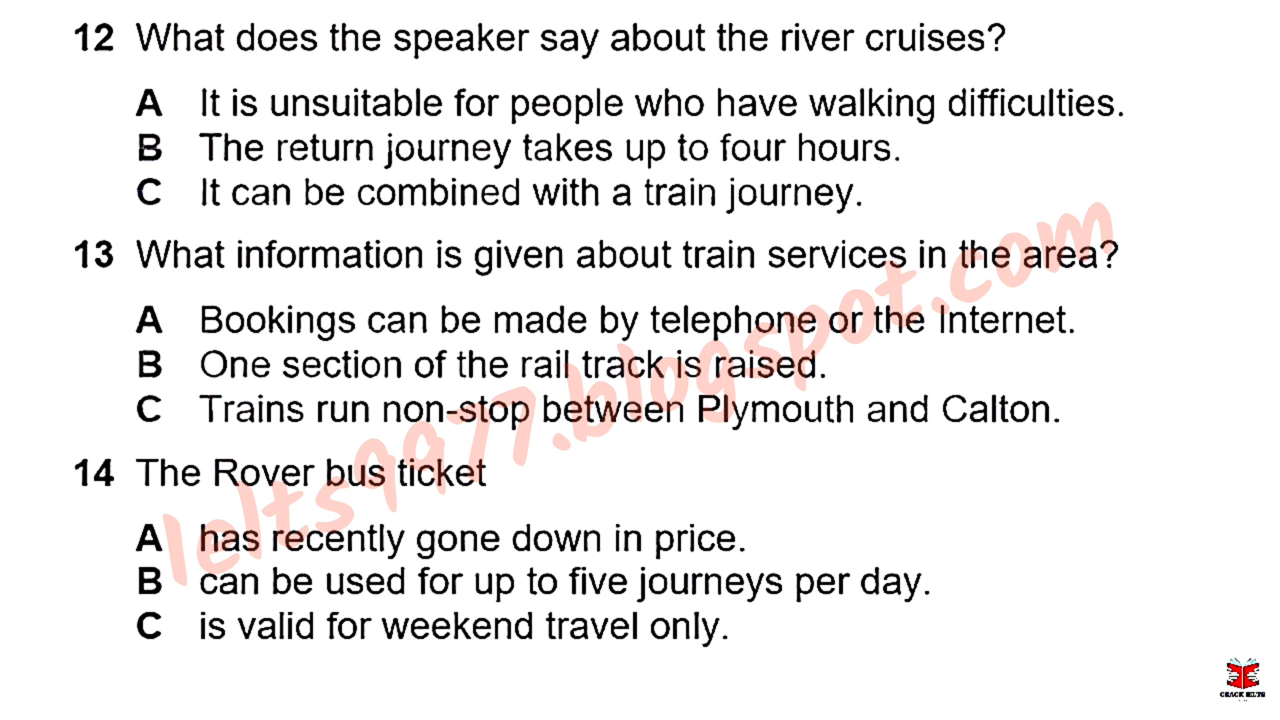 12 What does the speaker say about the river cruises?
A It is unsuitable for people who have walking difficulties.
B The return journey takes up to four hours.
C It can be combined with a train journey.
13 What information is given about train services in the area?
A Bookings can be made by telephone or the Internet.
B One section of the rail track is raised.
C Trains run non-stop between Plymouth and Calton.
14 The Rover bus ticket
A has recently gone down in price.
B can be used for up to five journeys per day.
C is valid for weekend travel only.
Ielts9977.blogspot.com
CRACK IELTS